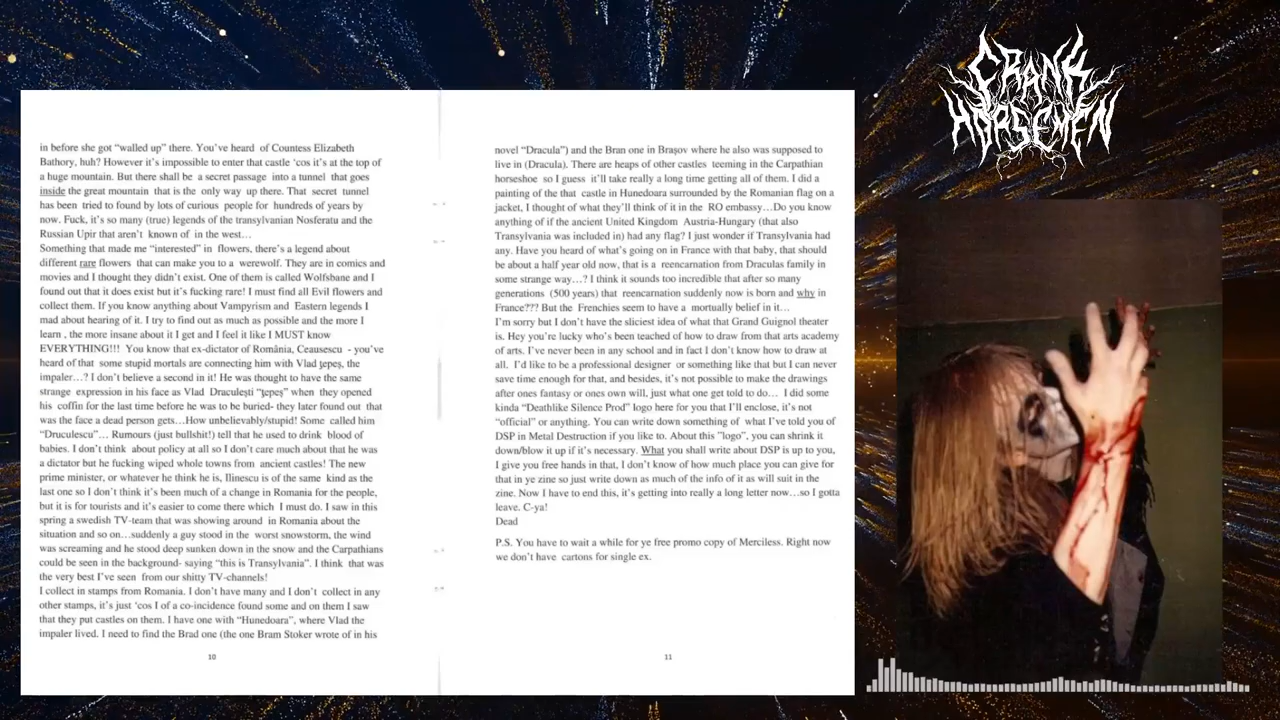 in before she got “walled up” there. You’ve heard of Countess Elizabeth
Bathory, huh? However it’s impossible to enter that castle ‘cos it’s at the top of
a huge mountain. But there shall be a secret passage into a tunnel that goes
inside the great mountain that is the only way up there. That secret tunnel
has been tried to found by lots of curious people for hundreds of years by
now. Fuck, it’s so many (true) legends of the transylvanian Nosferatu and the
Russian Upir that aren’t known of in the west…
Something that made me “interested” in flowers, there’s a legend about
different rare flowers that can make you to a werewolf. They are in comics and
movies and I thought they didn’t exist. One of them is called Wolfsbane and I
found out that it does exist but it’s fucking rare! I must find all Evil flowers and
collect them. If you know anything about Vampyrism and Eastern legends I
mad about hearing of it. I try to find out as much as possible and the more I
learn , the more insane about it I get and I feel it like I MUST know
EVERYTHING!!! You know that ex-dictator of România, Ceausescu - you’ve
heard of that some stupid mortals are connecting him with Vlad ţepeş, the
impaler…? I don’t believe a second in it! He was thought to have the same
strange expression in his face as Vlad Draculeşti “ţepeş” when they opened
his coffin for the last time before he was to be buried- they later found out that
was the face a dead person gets…How unbelievably/stupid! Some called him
“Druculescu”… Rumours (just bullshit!) tell that he used to drink blood of
babies. I don’t think about policy at all so I don’t care much about that he was
a dictator but he fucking wiped whole towns from ancient castles! The new
prime minister, or whatever he think he is, Ilinescu is of the same kind as the
last one so I don’t think it’s been much of a change in Romania for the people,
but it is for tourists and it’s easier to come there which I must do. I saw in this
spring a swedish TV-team that was showing around in Romania about the
situation and so on…suddenly a guy stood in the worst snowstorm, the wind
was screaming and he stood deep sunken down in the snow and the Carpathians
could be seen in the background- saying “this is Transylvania”. I think that was
the very best I’ve seen from our shitty TV-channels!
I collect in stamps from Romania. I don’t have many and I don’t collect in any
other stamps, it’s just ‘cos I of a co-incidence found some and on them I saw
that they put castles on them. I have one with “Hunedoara”, where Vlad the
impaler lived. I need to find the Brad one (the one Bram Stoker wrote of in his
10
novel “Dracula”) and the Bran one in Braşov where he also was supposed to
live in (Dracula). There are heaps of other castles teeming in the Carpathian
horseshoe so I guess it’ll take really a long time getting all of them. I did a
painting of the that castle in Hunedoara surrounded by the Romanian flag on a
jacket, I thought of what they’ll think of it in the RO embassy…Do you know
anything of if the ancient United Kingdom Austria-Hungary (that also
Transylvania was included in) had any flag? I just wonder if Transylvania had
any. Have you heard of what’s going on in France with that baby, that should
be about a half year old now, that is a reencarnation from Draculas family in
some strange way…? I think it sounds too incredible that after so many
generations (500 years) that reencarnation suddenly now is born and why in
France??? But the Frenchies seem to have a mortually belief in it…
I’m sorry but I don’t have the sliciest idea of what that Grand Guignol theater
is. Hey you’re lucky who’s been teached of how to draw from that arts academy
of arts. I’ve never been in any school and in fact I don’t know how to draw at
all. I’d like to be a professional designer or something like that but I can never
save time enough for that, and besides, it’s not possible to make the drawings
after ones fantasy or ones own will, just what one get told to do… I did some
kinda “Deathlike Silence Prod” logo here for you that I’ll enclose, it’s not
“official” or anything. You can write down something of what I’ve told you of
DSP in Metal Destruction if you like to. About this “logo”, you can shrink it
down/blow it up if it’s necessary. What you shall write about DSP is up to you,
I give you free hands in that, I don’t know of how much place you can give for
that in ye zine so just write down as much of the info of it as will suit in the
zine. Now I have to end this, it’s getting into really a long letter now…so I gotta
leave. C-ya!
Dead
P.S. You have to wait a while for ye free promo copy of Merciless. Right now
we don’t have cartons for single ex.
11
CRANK
HORSEMEN